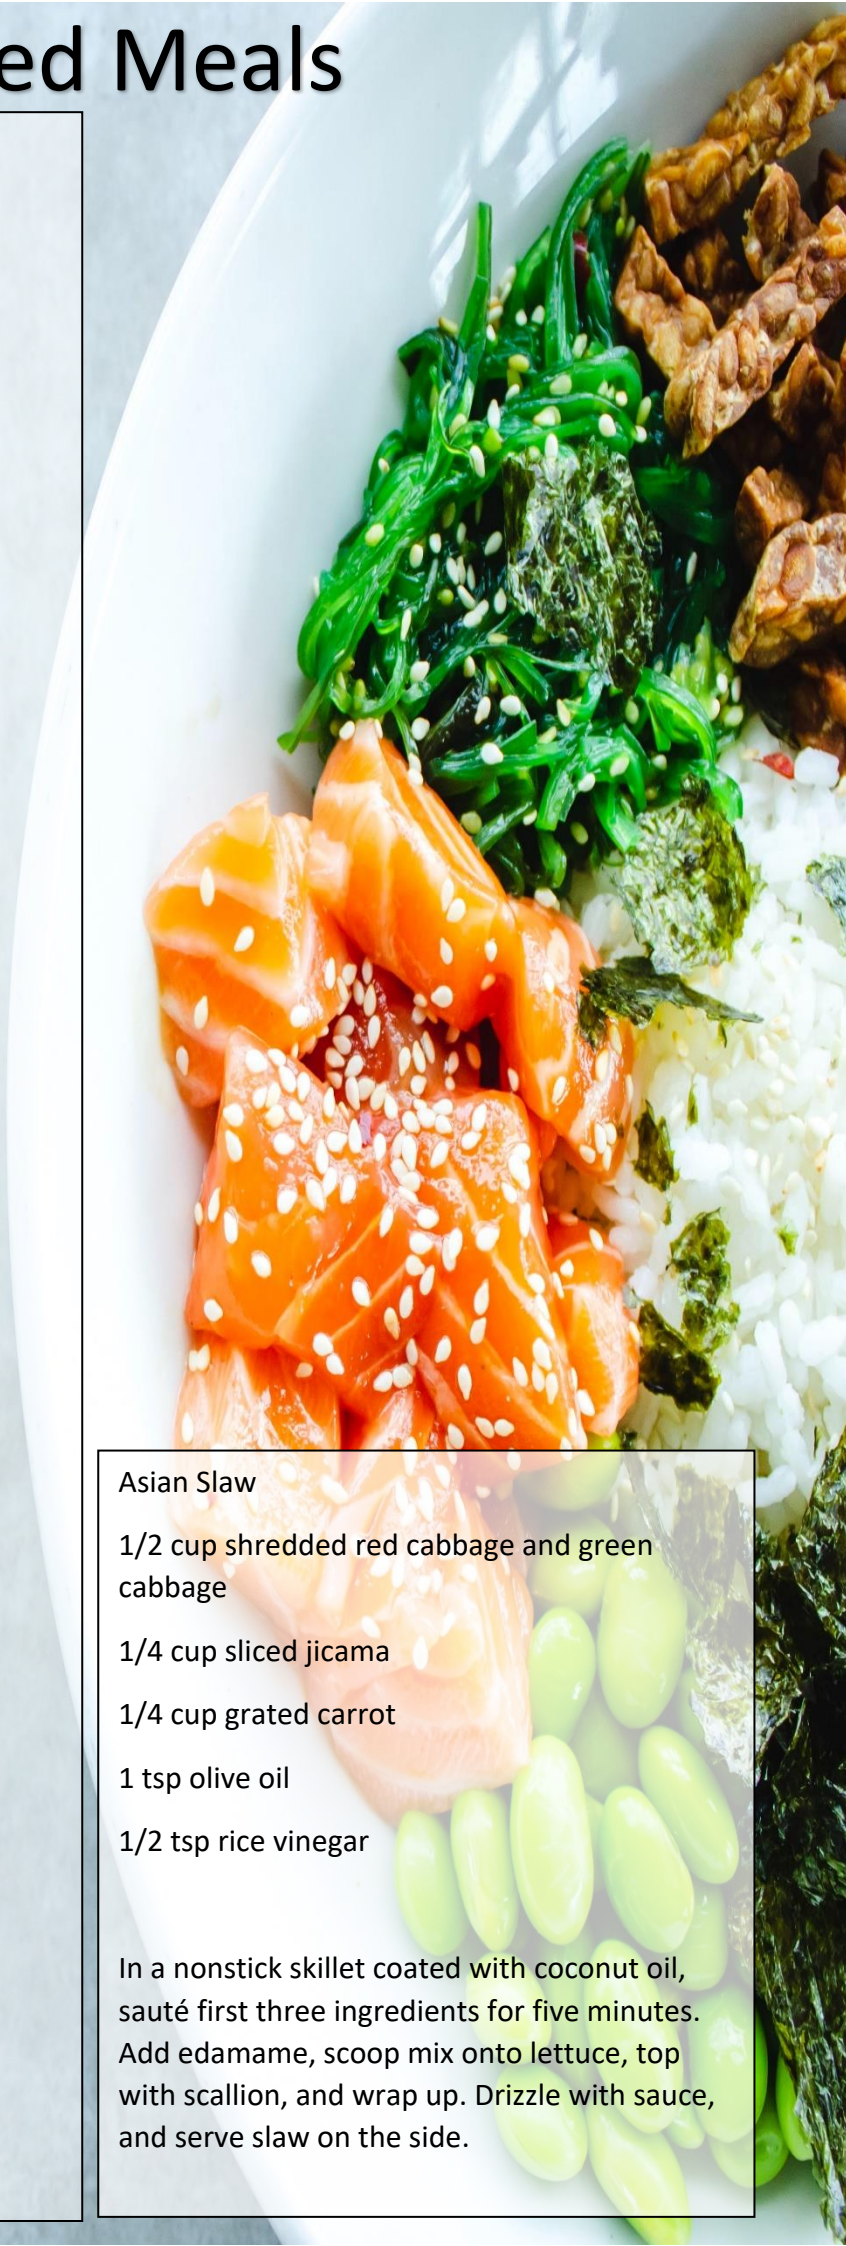 ed Meals
Asian Slaw
1/2 cup shredded red cabbage and green
cabbage
1/4 cup sliced jicama
1/4 cup grated carrot
1 tsp olive oil
1/2 tsp rice vinegar
In a nonstick skillet coated with coconut oil,
sauté first three ingredients for five minutes.
Add edamame, scoop mix onto lettuce, top
with scallion, and wrap up. Drizzle with sauce,
and serve slaw on the side.